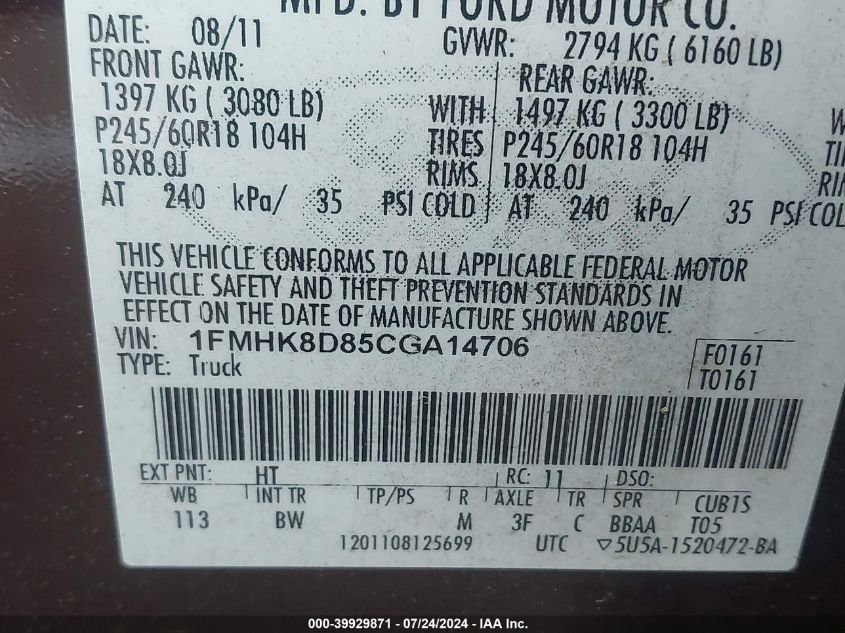 MFD. BY FORD MOTOR CO.
DATE: 08/11 GVWR: 2794 KG ( 6160 LB)
FRONT GAWR: REAR GAWR:
1397 KG ( 3080 LB) WITH 1497 KG ( 3300 LB)
P245/60R18 104H TIRES P245/60R18 104H
18X8.0J RIMS 18X8.0J
AT 240 kPa/ 35 PSI COLD AT 240 kPa/ 35 PSI COL
THIS VEHICLE CONFORMS TO ALL APPLICABLE FEDERAL MOTOR
VEHICLE SAFETY AND THEFT PREVENTION STANDARDS IN
EFFECT ON THE DATE OF MANUFACTURE SHOWN ABOVE.
VIN: 1FMHK8D85CGA14706 F0161
TYPE: Truck T0161
EXT PNT: HT RC: 11 DSO:
WB INT TR TP/PS R AXLE TR SPR CUB1S
113 BW M 3F C BBAA T05
1201108125699 UTC ▽5U5A-1520472-BA
000-39929871 - 07/24/2024 - IAA Inc.